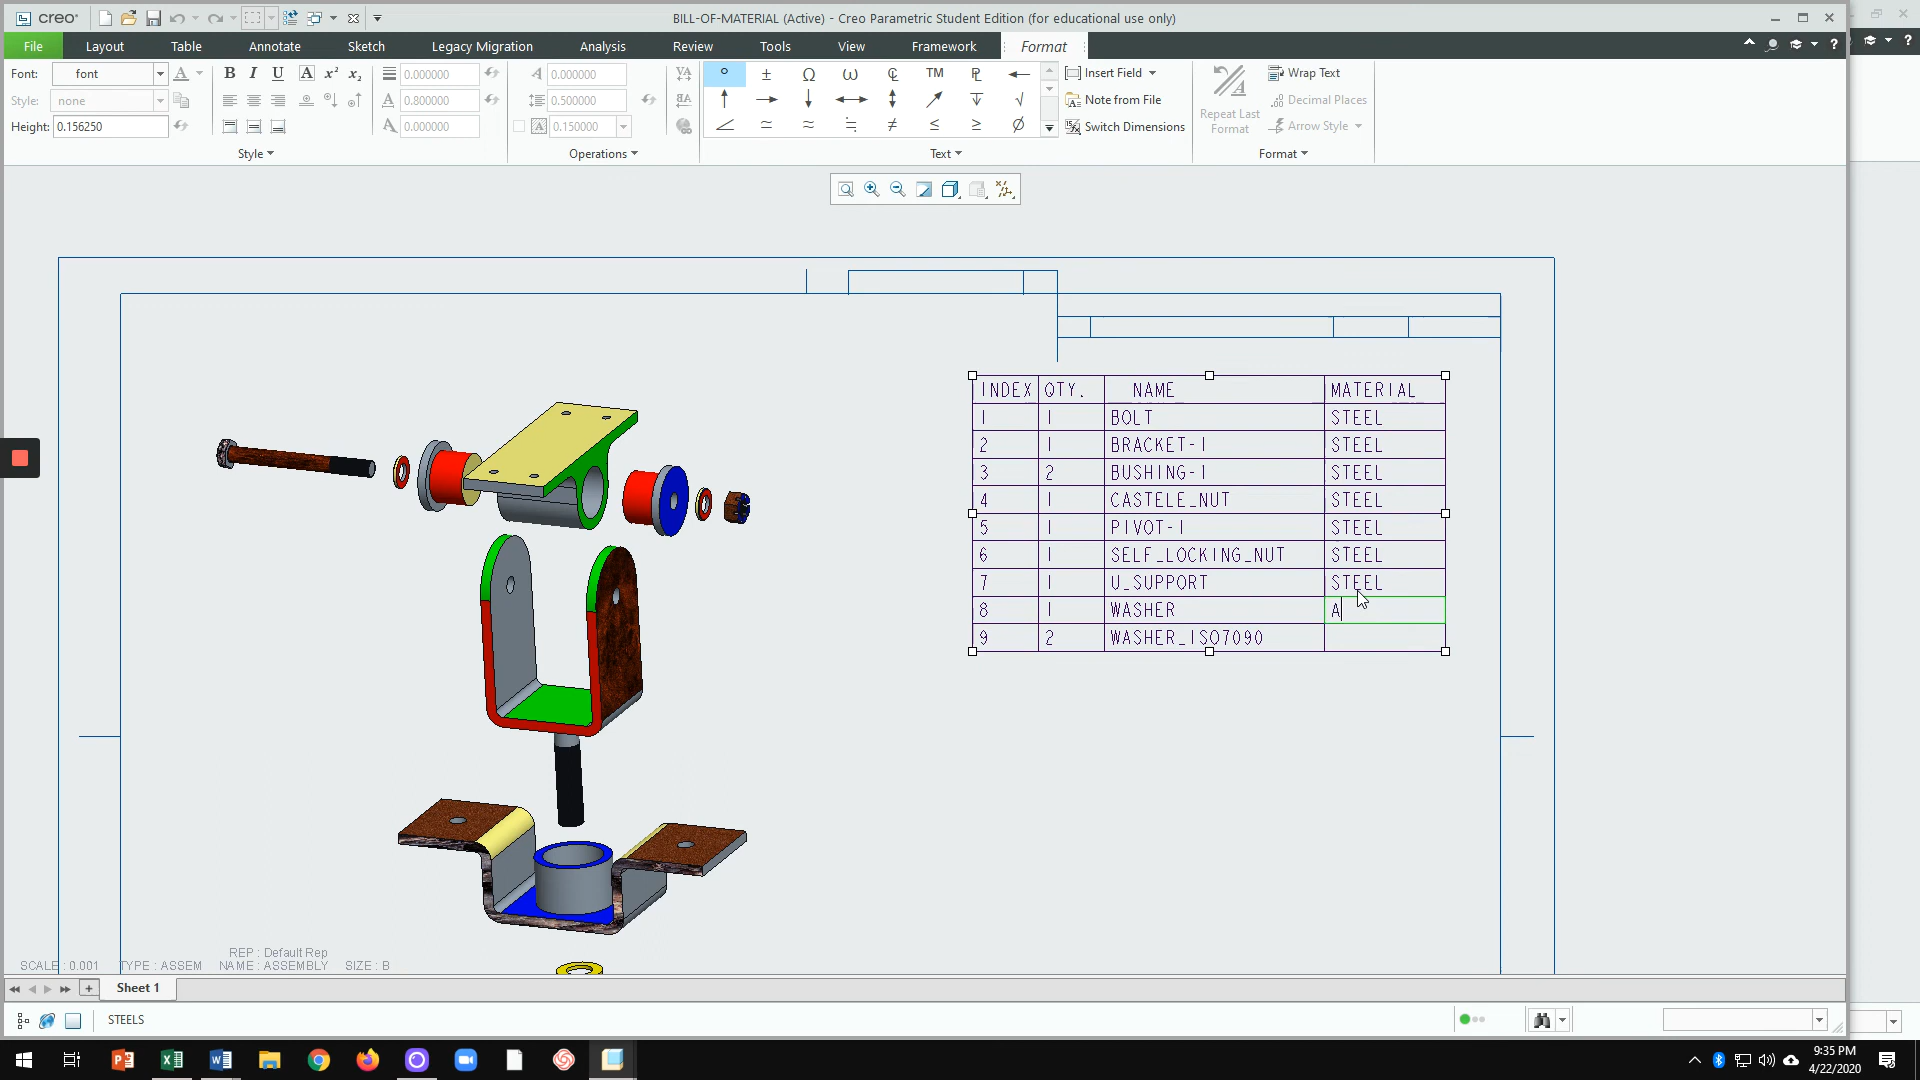 creo
BILL-OF-MATERIAL (Active) - Creo Parametric Student Edition (for educational use only)
File Layout Table Annotate Sketch Legacy Migration Analysis Review Tools View Framework Format
Font: font B I U A x² x₂ 0.000000 A 0.000000 ° ± Ω ω ℄ TM ← Insert Field Wrap Text
Style: none A 0.800000 0.500000 ↑ → ↓ ↔ √ Note from File Decimal Places
Height: 0.156250 A 0.000000 A 0.150000 ∠ ≠ ≤ ≥ Switch Dimensions Repeat Last Format Arrow Style
Style Operations Text Format
INDEX QTY. NAME MATERIAL
1 1 BOLT STEEL
2 1 BRACKET-1 STEEL
3 2 BUSHING-1 STEEL
4 1 CASTELE_NUT STEEL
5 1 PIVOT-1 STEEL
6 1 SELF_LOCKING_NUT STEEL
7 1 U_SUPPORT STEEL
8 1 WASHER A
9 2 WASHER_ISO7090
REP : Default Rep
SCALE : 0.001 TYPE : ASSEM NAME : ASSEMBLY SIZE : B
Sheet 1
STEELS
9:35 PM
4/22/2020